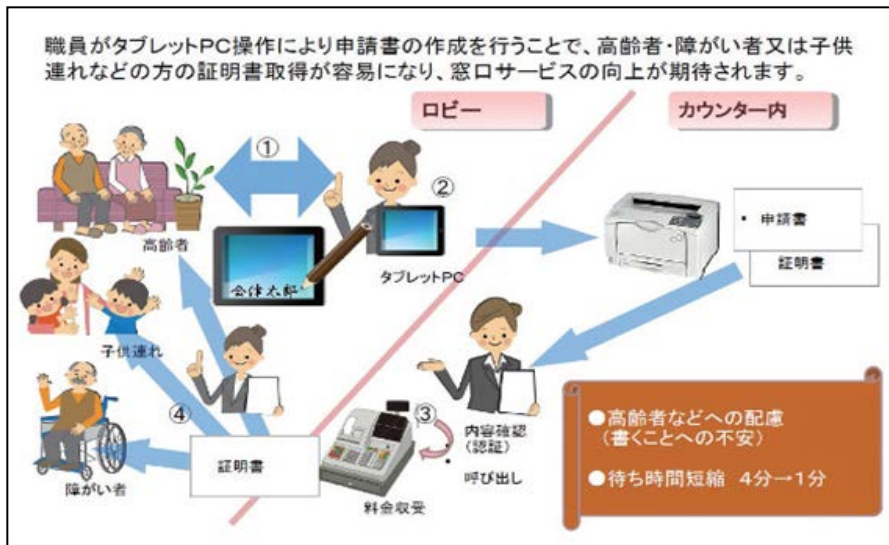 職員がタブレットPC操作により申請書の作成を行うことで、高齢者・障がい者又は子供
連れなどの方の証明書取得が容易になり、窓口サービスの向上が期待されます。
ロビー
カウンター内
①
②
高齢者
会津太郎
タブレットPC
・ 申請書
証明書
子供連れ
④
障がい者
証明書
③
料金収受
内容確認
(認証)
・ 呼び出し
●高齢者などへの配慮
(書くことへの不安)
●待ち時間短縮 4分→1分